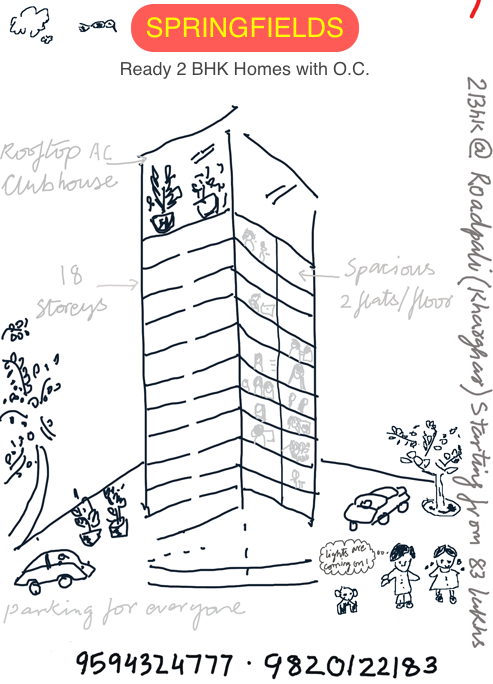 SPRINGFIELDS
Ready 2 BHK Homes with O.C.
Rooftop AC
Clubhouse
18
Storeys
Spacious
2 flats/floor
2Bhk @ Roadpali (Kharghar) Starting from 83 lakhs
lights are
coming on!
parking for everyone
9594324777 · 9820122183